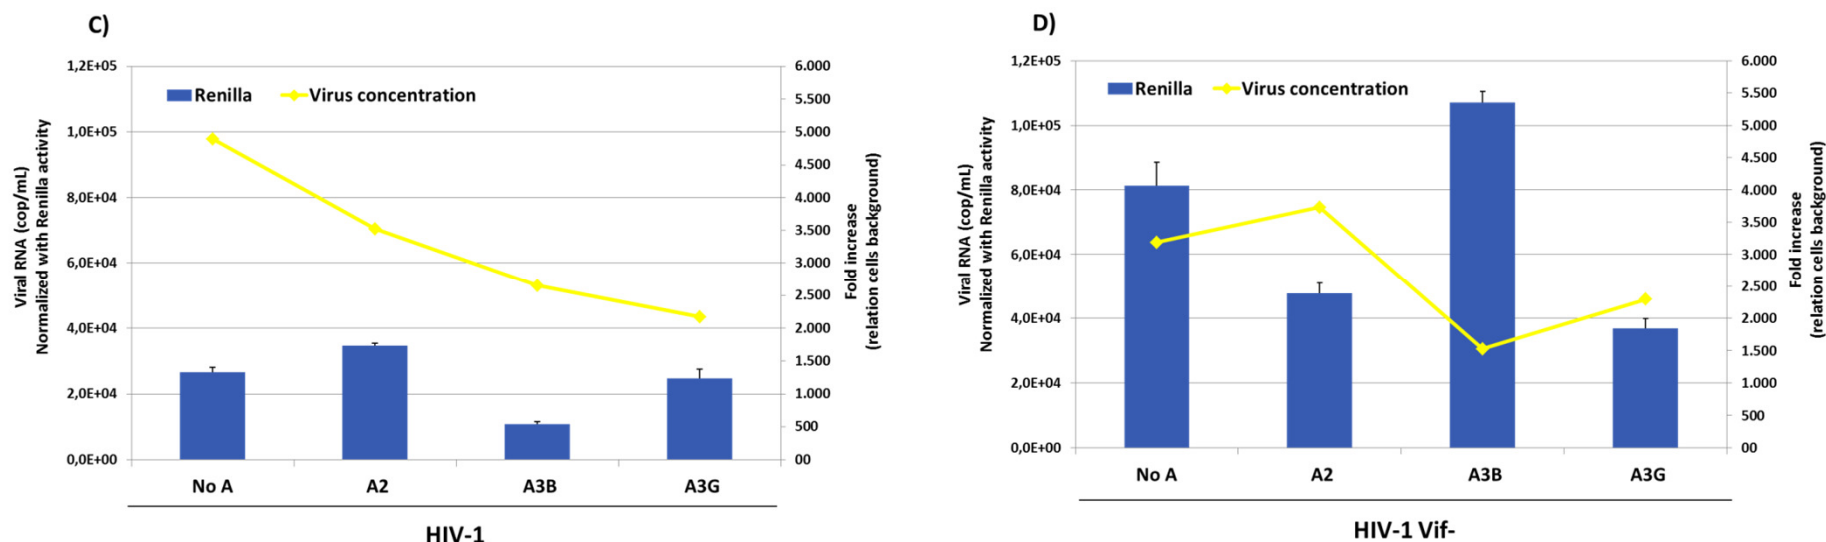 C)
1,2E+05
1,0E+05
8,0E+04
6,0E+04
4,0E+04
2,0E+04
0,0E+00
Viral RNA (cop/mL)
Normalized with Renilla activity
Renilla
Virus concentration
6.000
5.500
5.000
4.500
4.000
3.500
3.000
2.500
2.000
1.500
1.000
500
00
Fold increase
(relation cells background)
No A A2 A3B A3G
HIV-1
D)
1,2E+05
1,0E+05
8,0E+04
6,0E+04
4,0E+04
2,0E+04
0,0E+00
Viral RNA (cop/mL)
Normalized with Renilla activity
Renilla
Virus concentration
6.000
5.500
5.000
4.500
4.000
3.500
3.000
2.500
2.000
1.500
1.000
500
00
Fold increase
(relation cells background)
No A A2 A3B A3G
HIV-1 Vif-